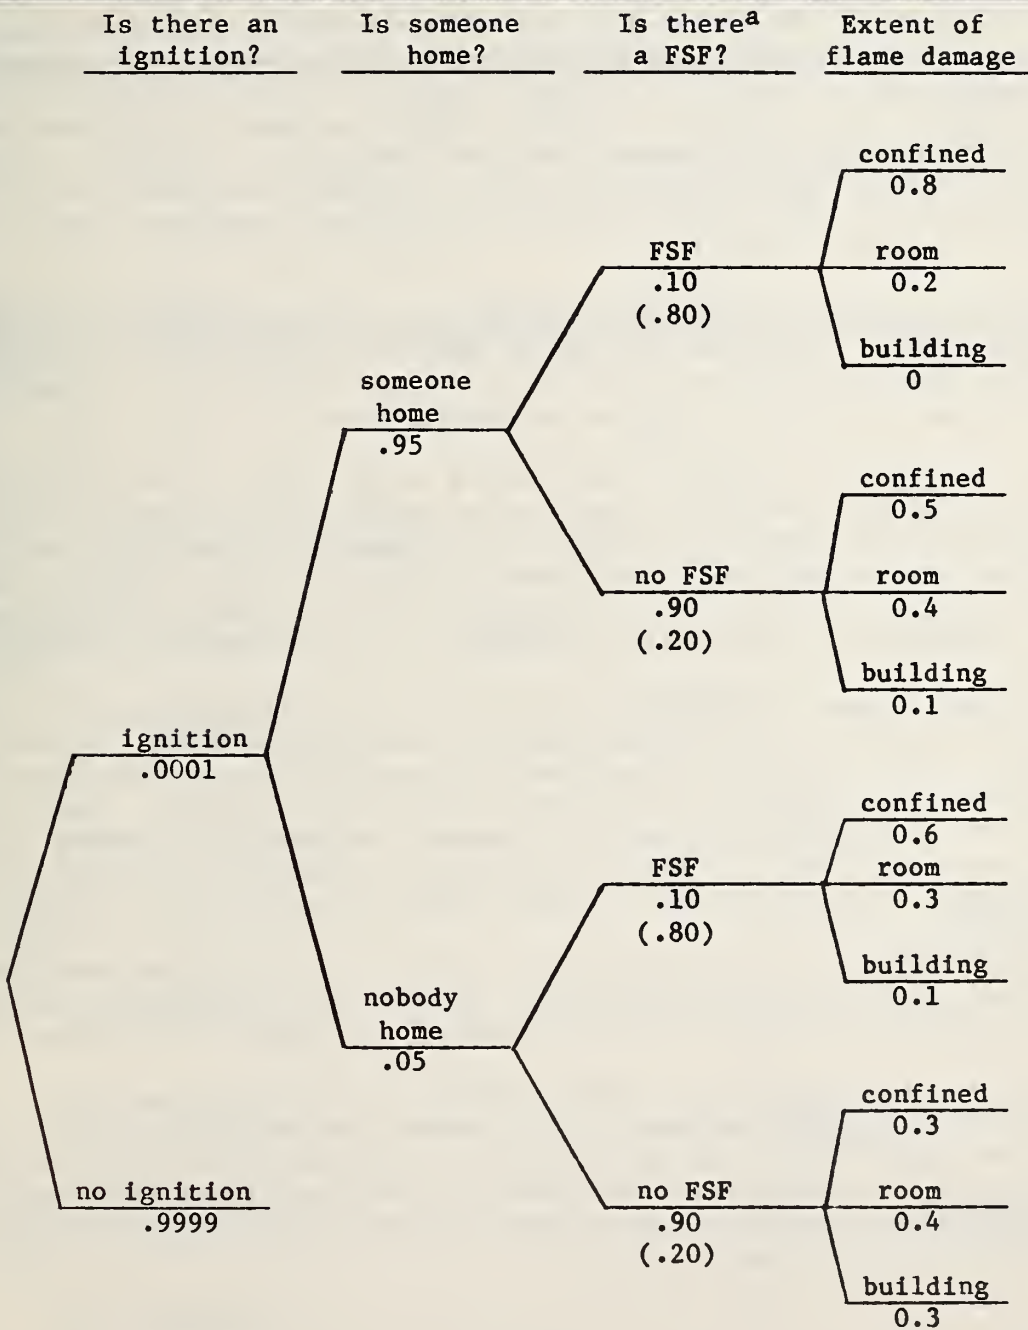 Is there an
ignition?
Is someone
home?
Is there a
a FSF?
Extent of
flame damage
confined
0.8
FSF
.10
(.80)
room
0.2
building
0
someone
home
.95
confined
0.5
no FSF
.90
(.20)
room
0.4
building
0.1
ignition
.0001
confined
0.6
FSF
.10
(.80)
room
0.3
building
0.1
nobody
home
.05
confined
0.3
no ignition
.9999
no FSF
.90
(.20)
room
0.4
building
0.3